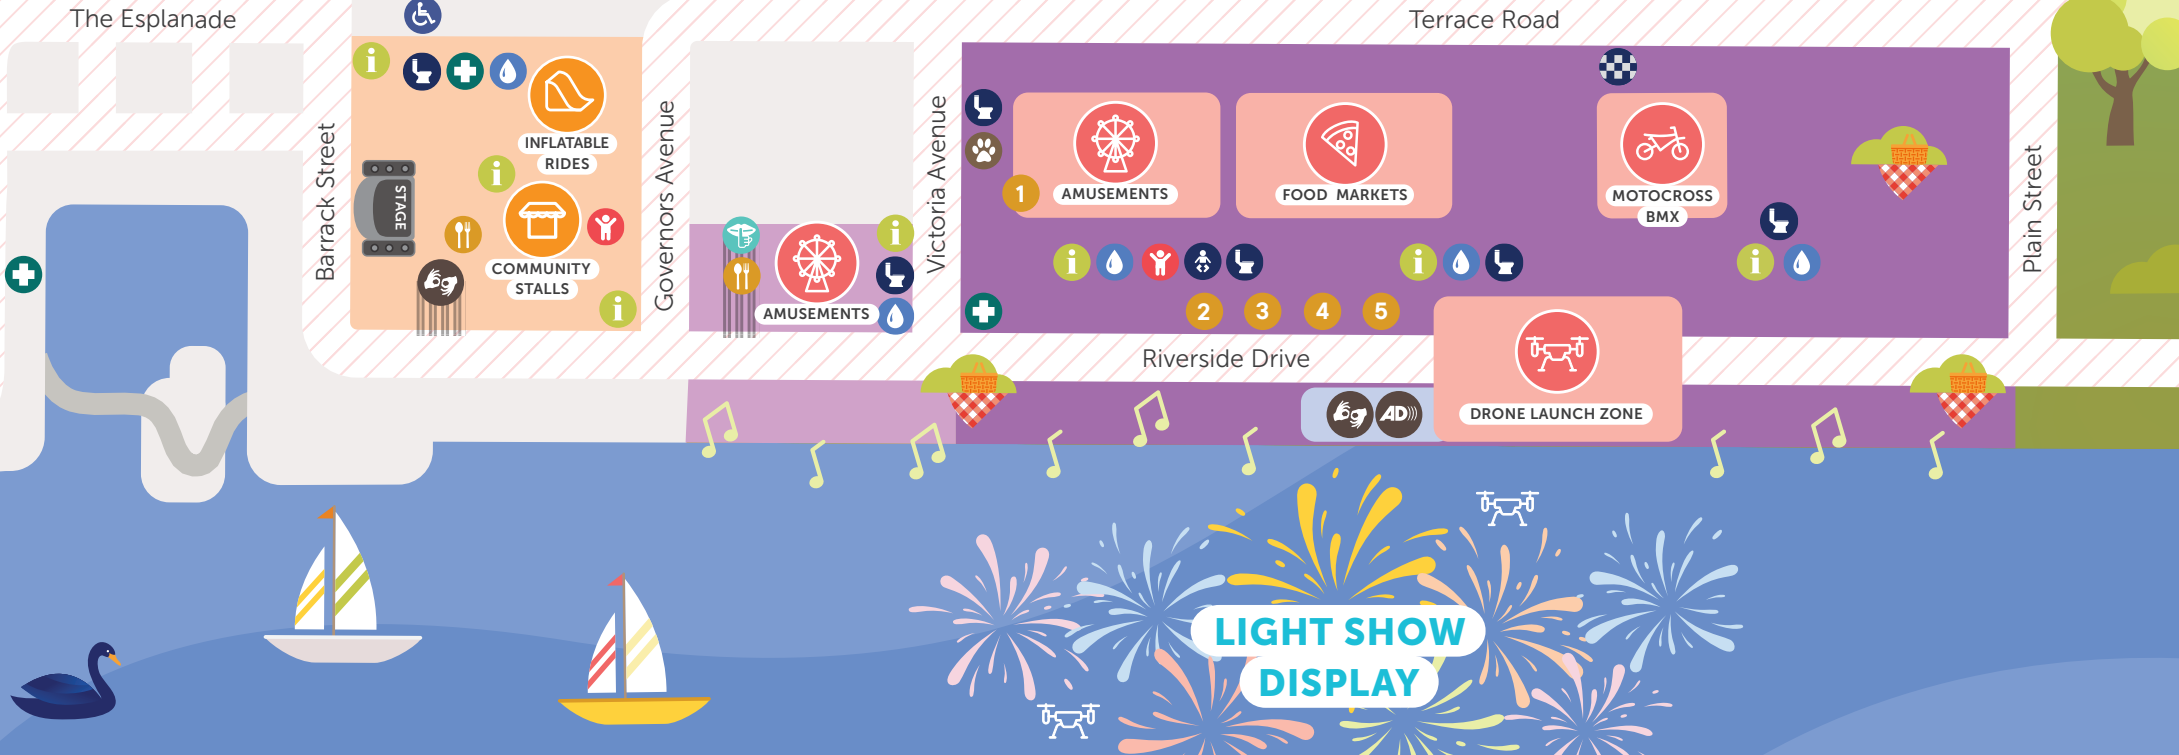 The Esplanade
Terrace Road
Barrack Street
Governors Avenue
Victoria Avenue
Plain Street
Riverside Drive
i
INFLATABLE
RIDES
STAGE
i
COMMUNITY
STALLS
i
i
AMUSEMENTS
1
AMUSEMENTS
FOOD MARKETS
MOTOCROSS
BMX
i
i
i
2
3
4
5
AD
DRONE LAUNCH ZONE
LIGHT SHOW
DISPLAY